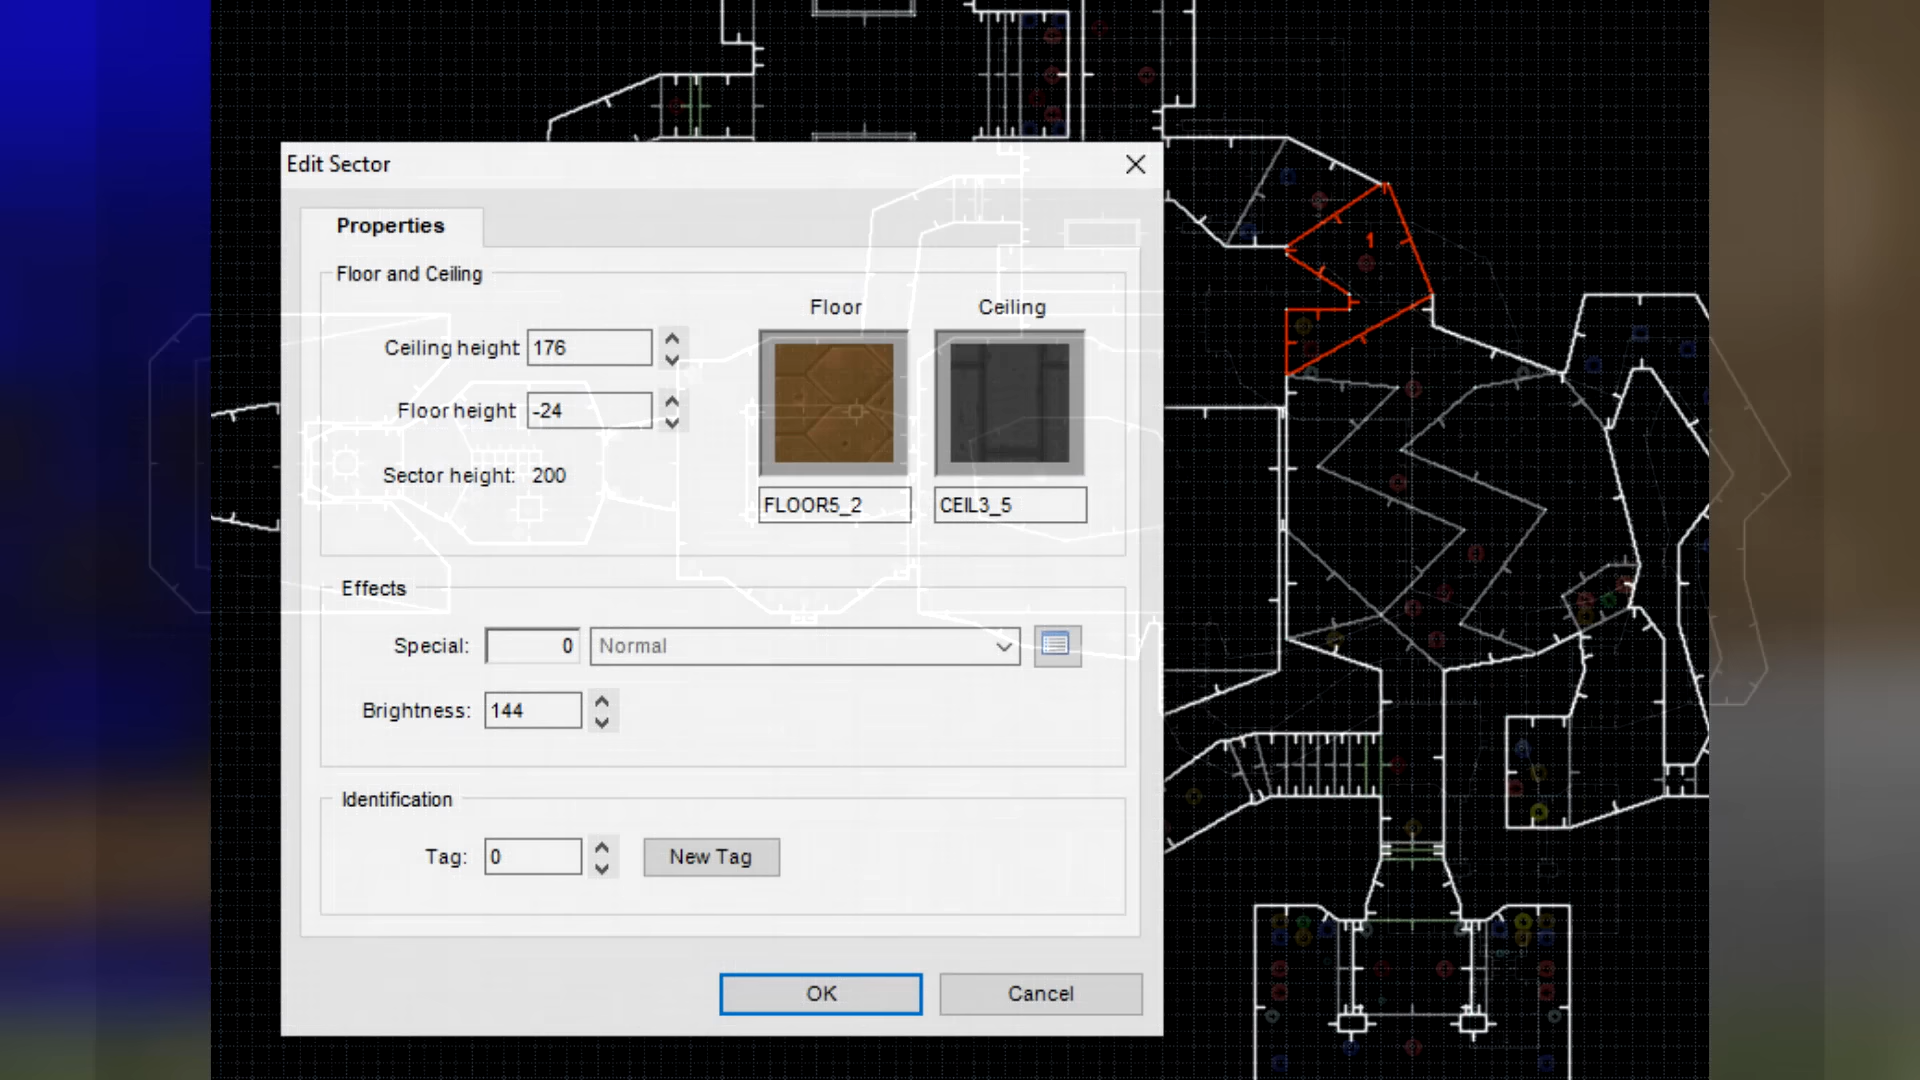 Edit Sector
Properties
Floor and Ceiling
Floor Ceiling
Ceiling height 176
Floor height -24
Sector height: 200
FLOOR5_2 CEIL3_5
Effects
Special: 0 Normal
Brightness: 144
Identification
Tag: 0 New Tag
OK Cancel
1